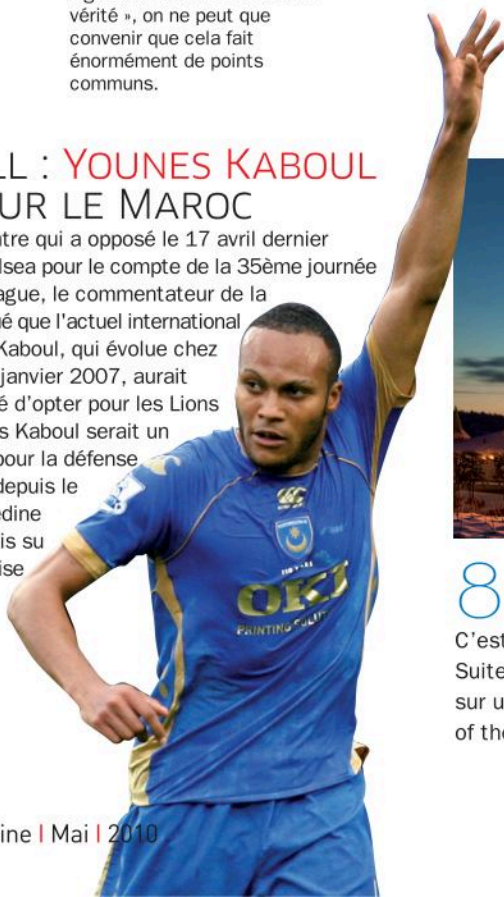 vérité », on ne peut que
convenir que cela fait
énormément de points
communs.
LL : YOUNES KABOUL
UR LE MAROC
tre qui a opposé le 17 avril dernier
lsea pour le compte de la 35ème journée
ague, le commentateur de la
é que l'actuel international
Kaboul, qui évolue chez
janvier 2007, aurait
é d'opter pour les Lions
s Kaboul serait un
pour la défense
depuis le
édine
is su
ise
OKI
PRINTING SOLUT
8
C'est
Suite
sur u
of the
ine | Mai | 2010